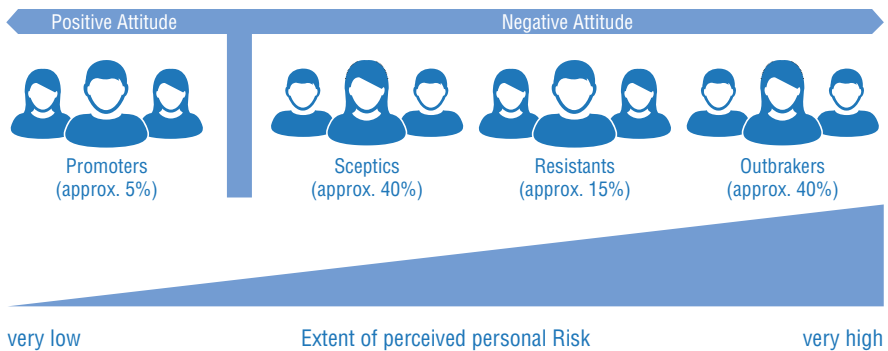 Positive Attitude
Negative Attitude
Promoters
(approx. 5%)
Sceptics
(approx. 40%)
Resistants
(approx. 15%)
Outbrakers
(approx. 40%)
very low
Extent of perceived personal Risk
very high